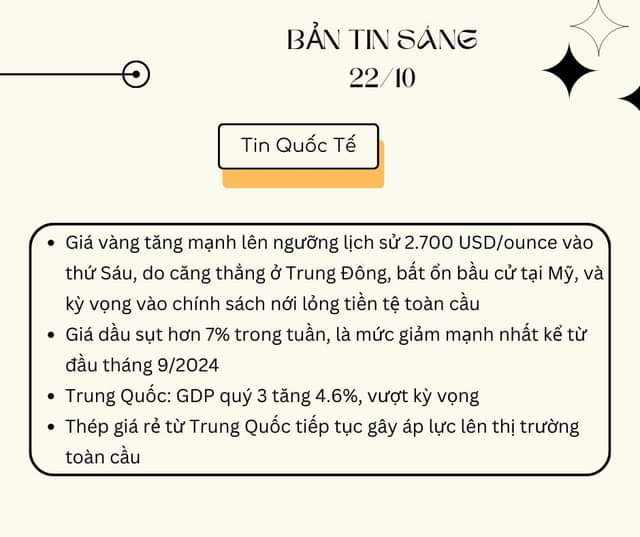 BẢN TIN SÁNG
22/10
Tin Quốc Tế
• Giá vàng tăng mạnh lên ngưỡng lịch sử 2.700 USD/ounce vào
thứ Sáu, do căng thẳng ở Trung Đông, bất ổn bầu cử tại Mỹ, và
kỳ vọng vào chính sách nới lỏng tiền tệ toàn cầu
• Giá dầu sụt hơn 7% trong tuần, là mức giảm mạnh nhất kể từ
đầu tháng 9/2024
• Trung Quốc: GDP quý 3 tăng 4.6%, vượt kỳ vọng
• Thép giá rẻ từ Trung Quốc tiếp tục gây áp lực lên thị trường
toàn cầu